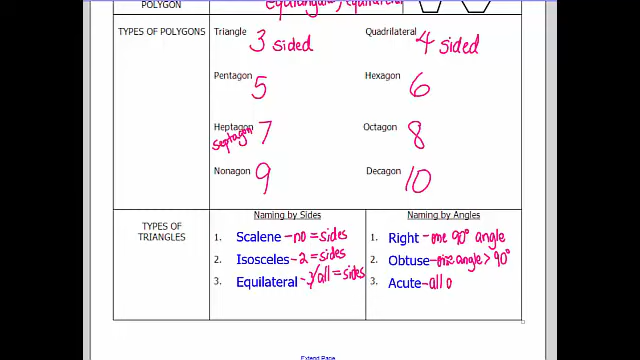 POLYGON equiangular, equilateral
TYPES OF POLYGONS
Triangle 3 sided
Quadrilateral 4 sided
Pentagon 5
Hexagon 6
Heptagon 7
septagon
Octagon 8
Nonagon 9
Decagon 10
TYPES OF TRIANGLES
Naming by Sides
1. Scalene - no = sides
2. Isosceles - 2 = sides
3. Equilateral - 3/all = sides
Naming by Angles
1. Right - one 90° angle
2. Obtuse - angle > 90°
3. Acute - all
Extend Page